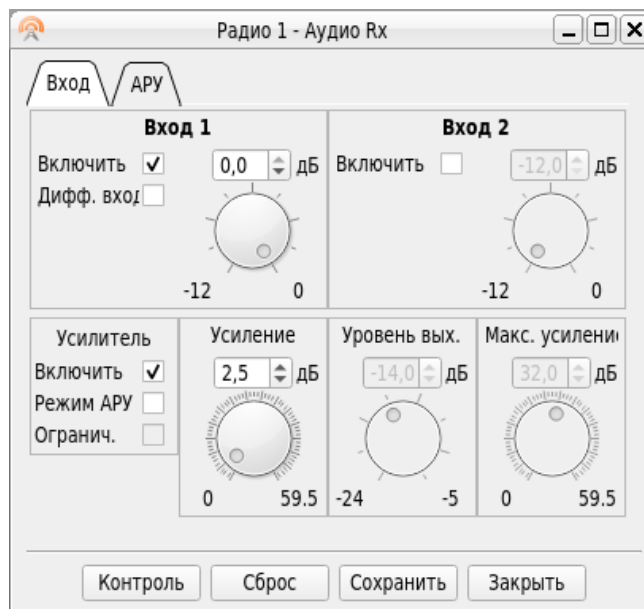 Радио 1 - Аудио Rx
Вход
АРУ
Вход 1
Вход 2
Включить
0,0
дБ
Включить
-12,0
дБ
Дифф. вход
-12
0
-12
0
Усилитель
Усиление
Уровень вых.
Макс. усилени
Включить
2,5
дБ
-14,0
дБ
32,0
дБ
Режим АРУ
Огранич.
0
59.5
-24
-5
0
59.5
Контроль
Сброс
Сохранить
Закрыть